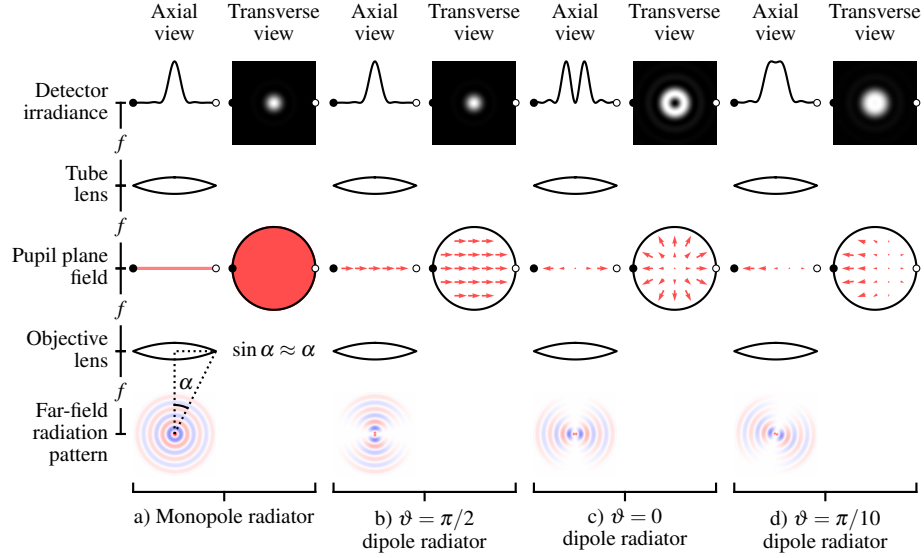 Axial view
Transverse view
Axial view
Transverse view
Axial view
Transverse view
Axial view
Transverse view
Detector irradiance
f
Tube lens
f
Pupil plane field
f
Objective lens
sin α ≈ α
f
α
Far-field radiation pattern
a) Monopole radiator
b) ϑ = π/2 dipole radiator
c) ϑ = 0 dipole radiator
d) ϑ = π/10 dipole radiator